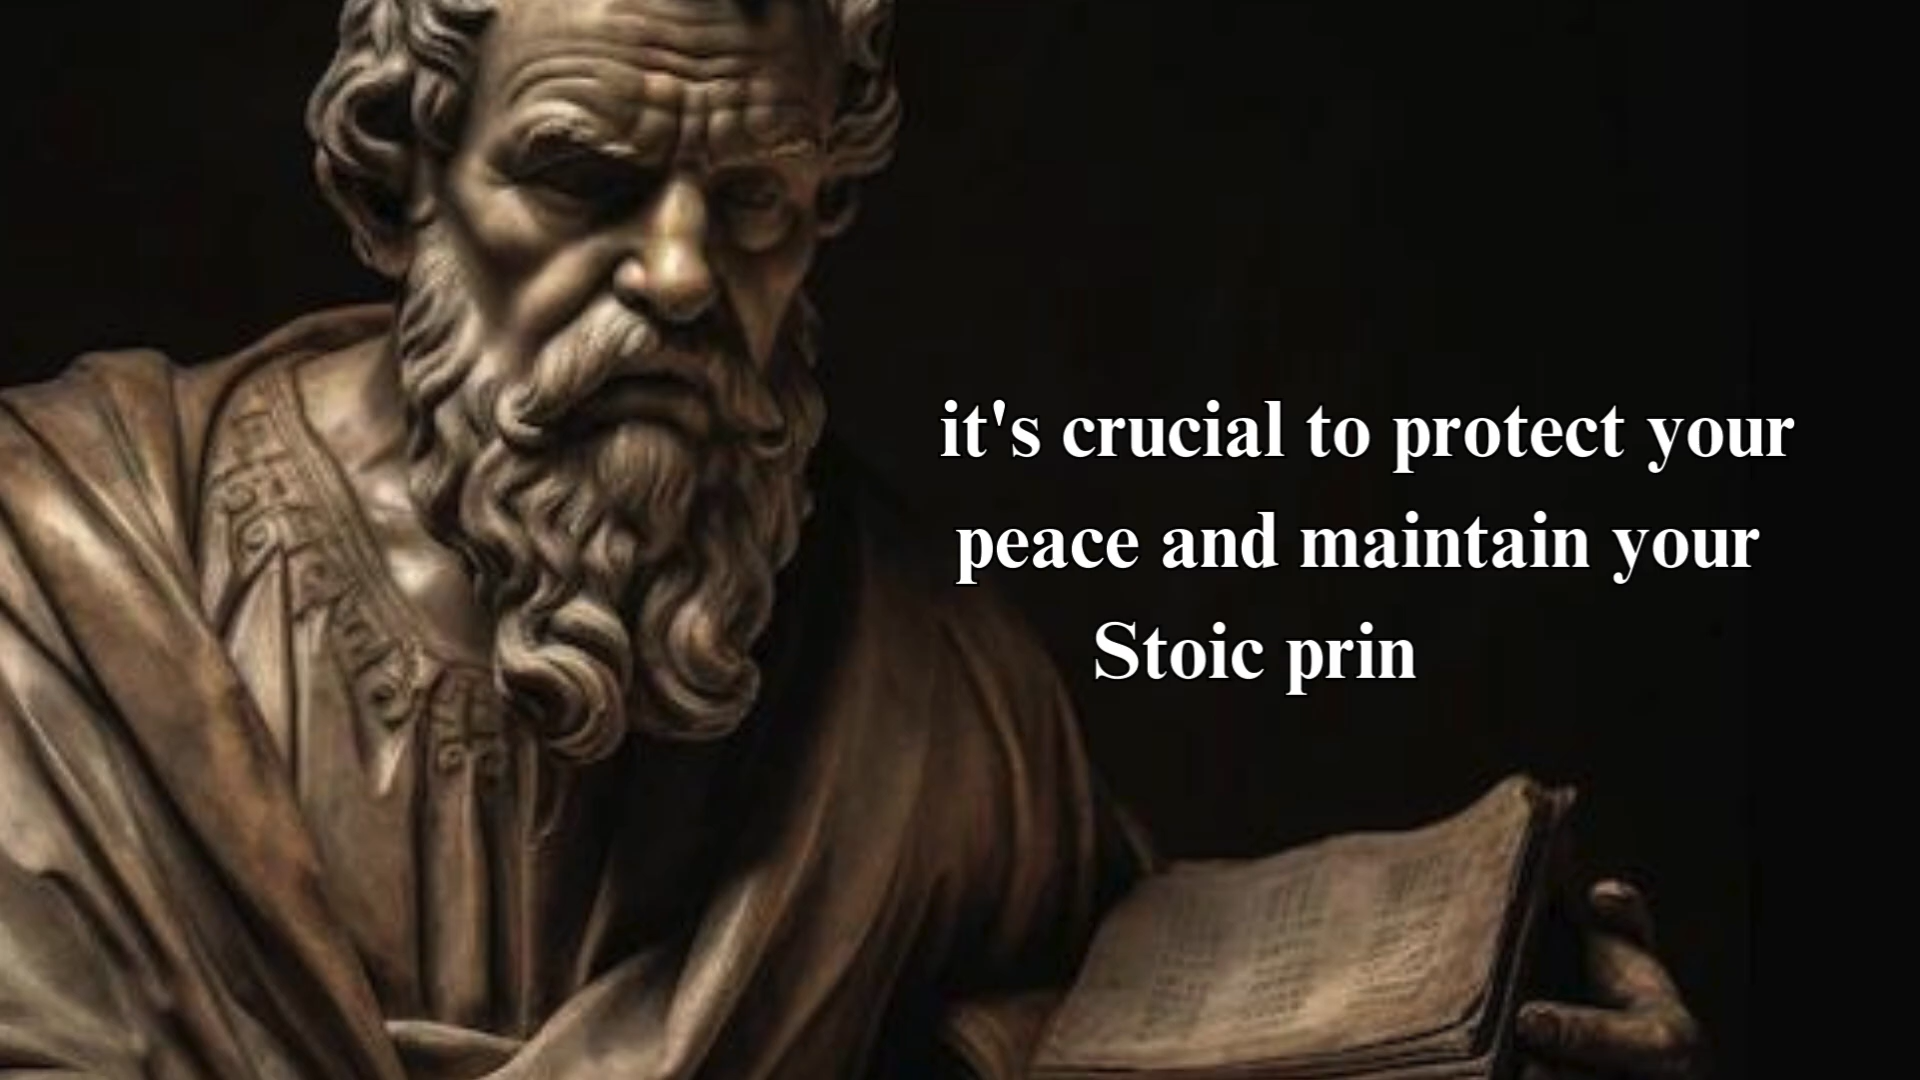 it's crucial to protect your
peace and maintain your
Stoic prin